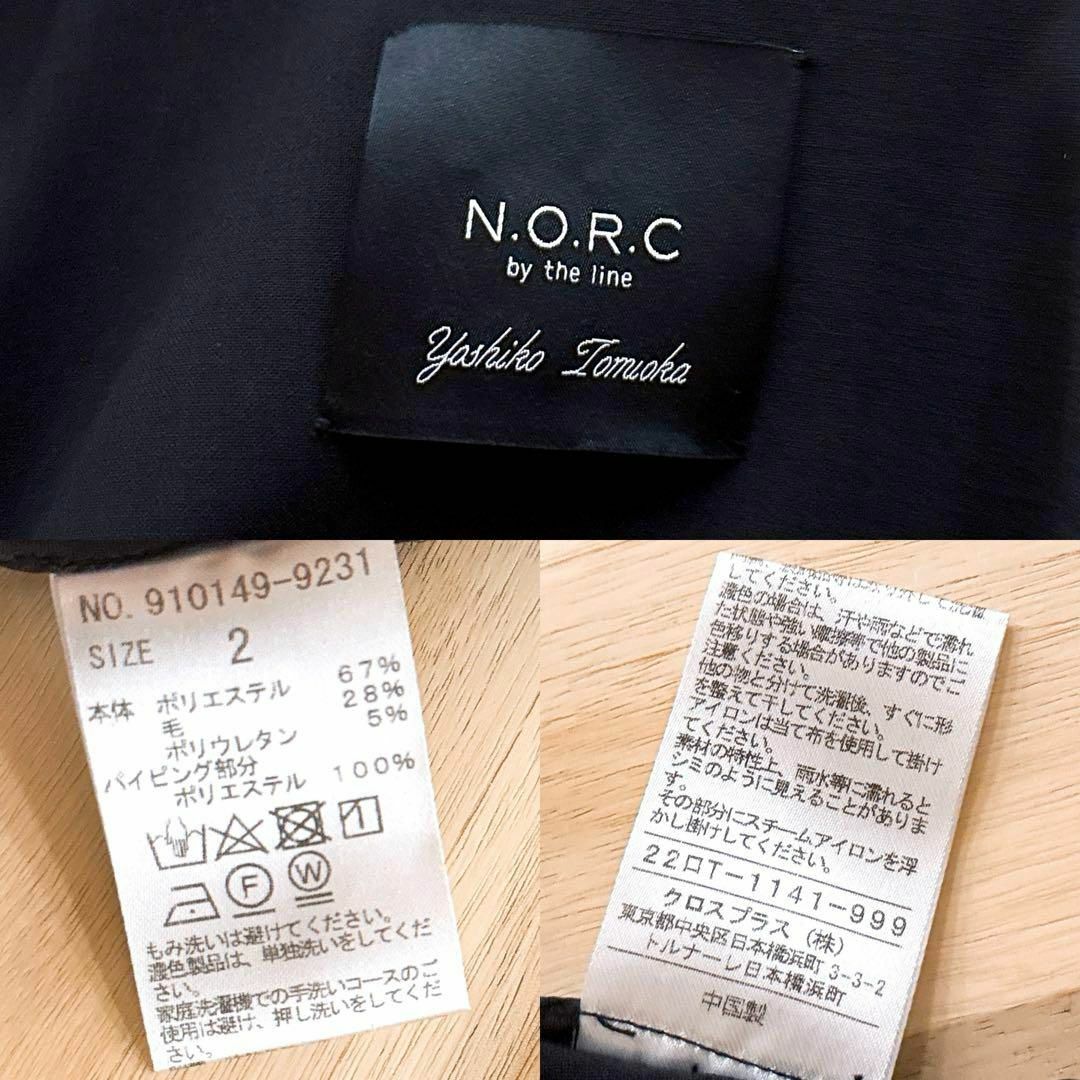 N.O.R.C
by the line
Yoshiko Tomioka
NO. 910149-9231
SIZE 2
67%
本体 ポリエステル 28%
毛 5%
ポリウレタン
パイピング部分
ポリエステル 100%
F
W
もみ洗いは避けてください。
濃色製品は、単独洗いをしてくだ
さい。
家庭洗濯機での手洗いコースのご
使用は避け、押し洗いをしてくだ
さい。
してください。
濃色の場合は、汗や雨などで濡れ
た状態や強い摩擦等で他の製品に
色移りする場合がありますのでご
注意ください。
他の物と分けて洗濯後、すぐに形
を整えて干してください。
アイロンは当て布を使用して掛け
てください。
素材の特性上、雨水等に濡れると
シミのように見えることがありま
す。
その部分にスチームアイロンを浮
かし掛けしてください。
22ロT-1141-999
クロスプラス(株)
東京都中央区日本橋浜町3-3-2
トルナーレ日本橋浜町
中国製